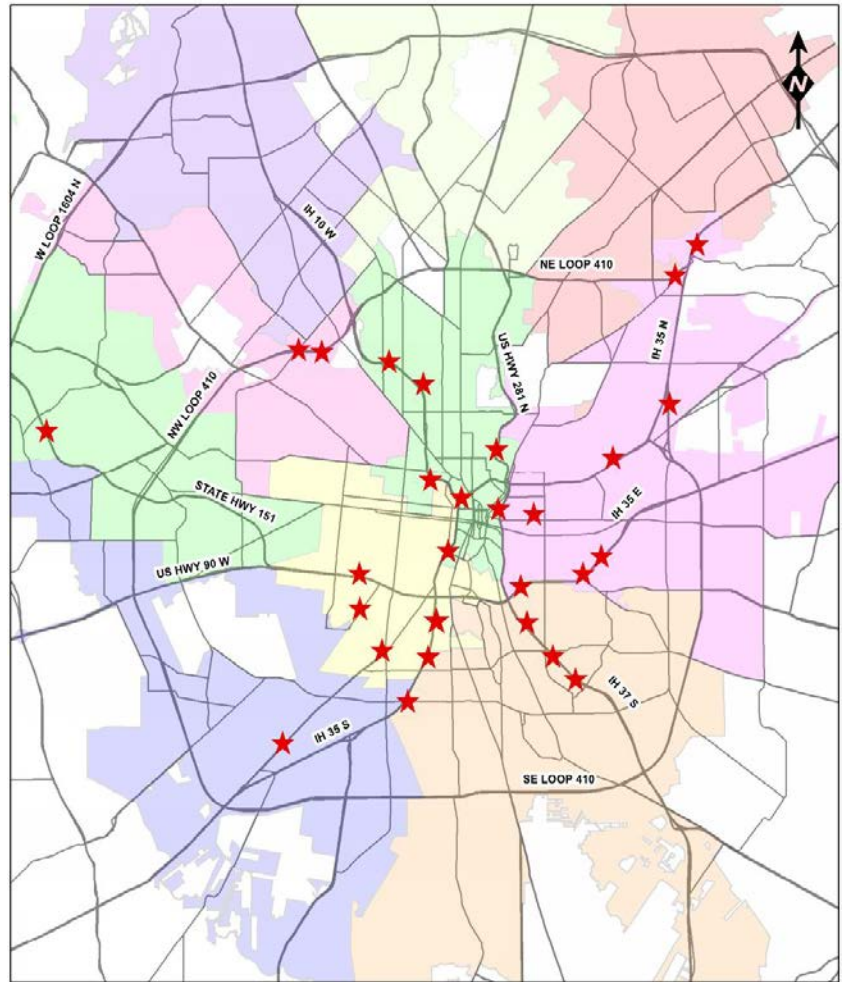 N
W LOOP 1604 N
IH 10 W
NE LOOP 410
IH 35 N
US HWY 281 N
NW LOOP 410
STATE HWY 151
IH 35 E
US HWY 90 W
IH 37 S
IH 35 S
SE LOOP 410